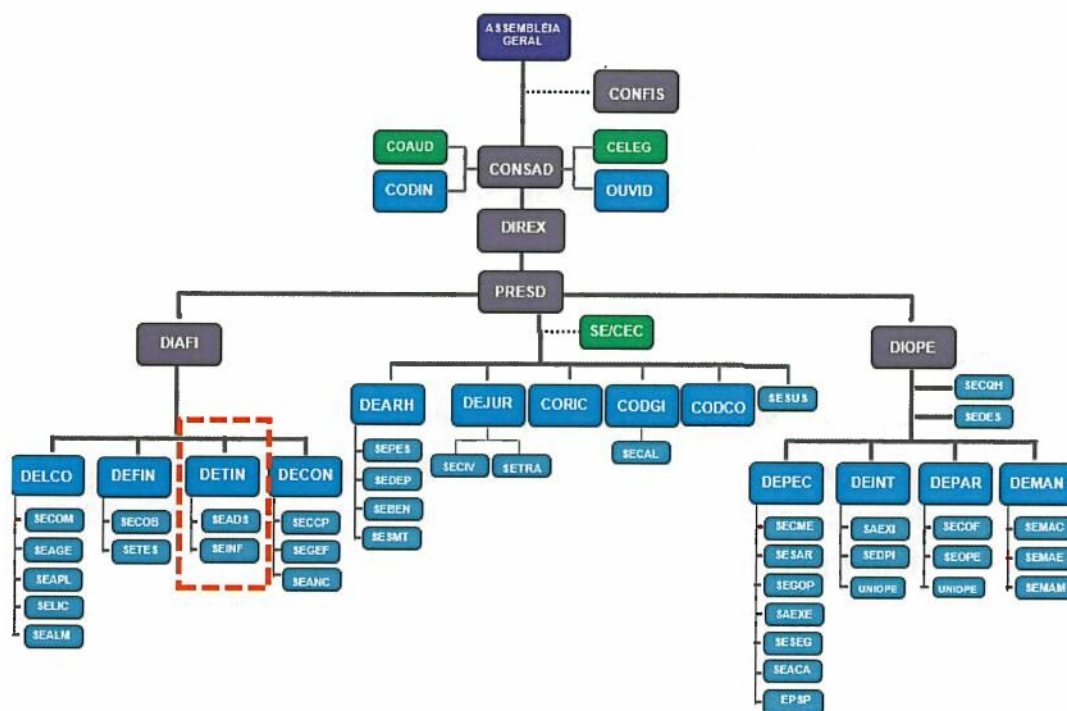 ASSEMBLÉIA
GERAL
CONFIS
COAUD
CELEG
CONSAD
CODIN
OUVID
DIREX
PRESD
SE/CEC
DIAFI
DIOPE
SECQH
SEDES
DEARH
DEJUR
CORIC
CODGI
CODCO
SESUS
SEPES
SEDEP
SEBEN
SESMT
SECIV
SETRA
SECAL
DELCO
DEFIN
DETIN
DECON
SECOM
SEAGE
SEAPL
SELIC
SEALM
SECOB
SETES
SEADS
SEINF
SECCP
SEGEF
SEANC
DEPEC
DEINT
DEPAR
DEMAN
SECME
SESAR
SEGOP
SAEXE
SESEG
SEACA
EPSP
SAEXI
SEDPI
UNIOPE
SECOF
SEOPE
UNIOPE
SEMAC
SEMAE
SEMAM